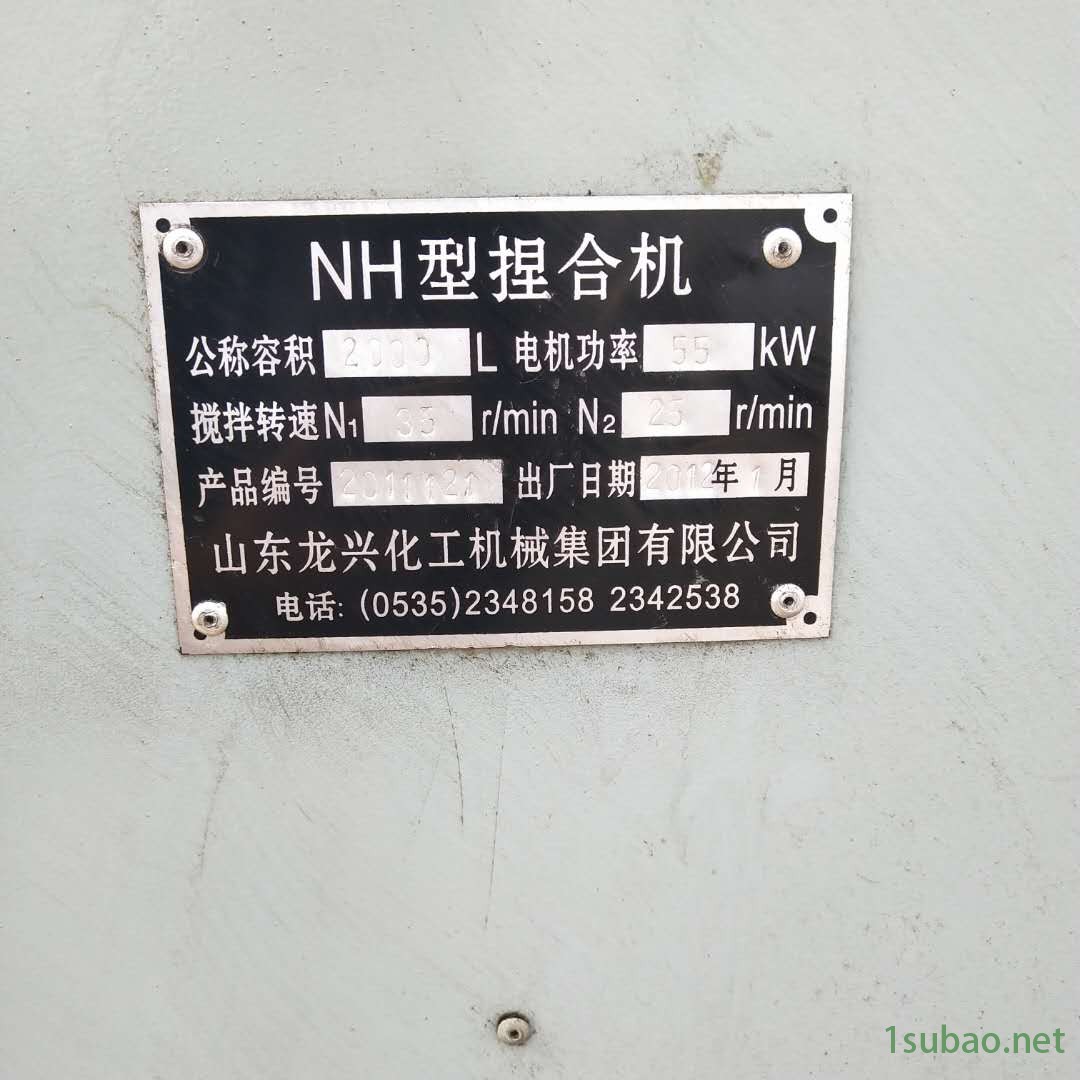 NH型捏合机
公称容积 2000 L 电机功率 55 kW
搅拌转速N₁ 35 r/min N₂ 25 r/min
产品编号 2011121 出厂日期 2012年 1 月
山东龙兴化工机械集团有限公司
电话: (0535)2348158 2342538
1subao.net